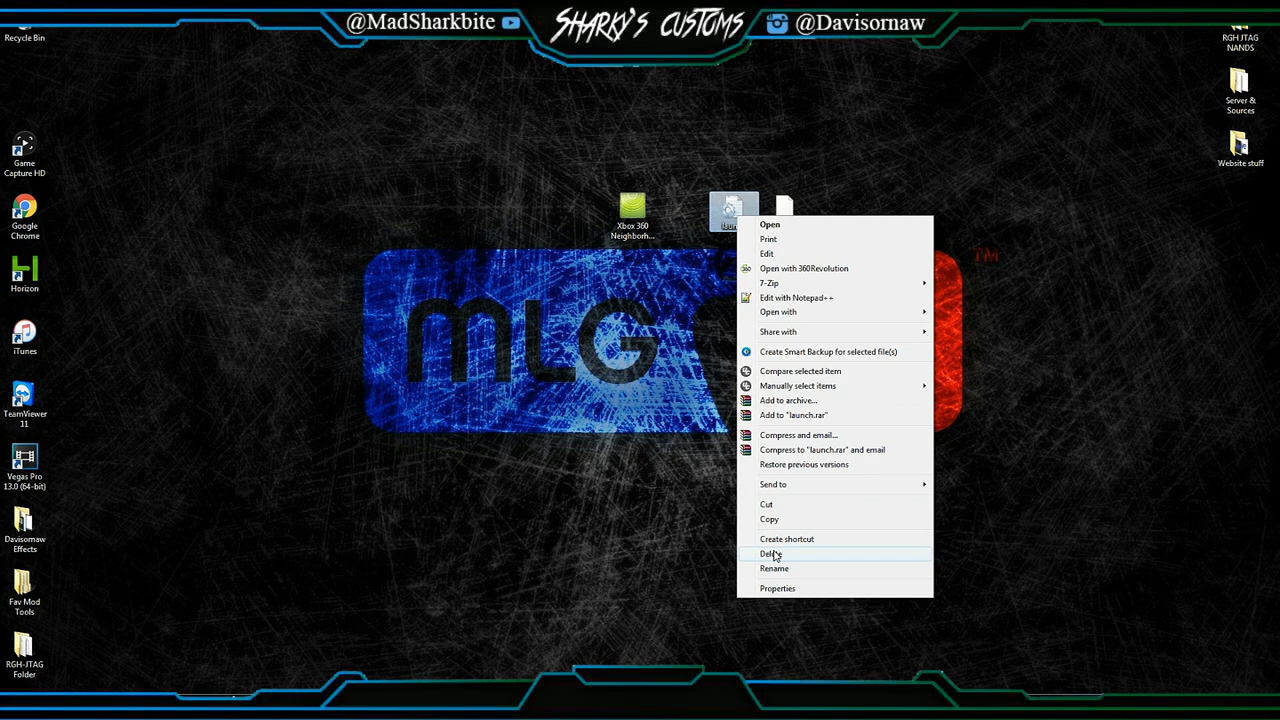 @MadSharkbite
SHARKY'S CUSTOMS
@Davisornaw
Recycle Bin
Game
Capture HD
Google
Chrome
Horizon
iTunes
TeamViewer
11
Vegas Pro
13.0 (64-bit)
Davisornaw
Effects
Fav Mod
Tools
RGH-JTAG
Folder
Xbox 360
Neighborh...
Open
Print
Edit
Open with 360Revolution
7-Zip
Edit with Notepad++
Open with
Share with
Create Smart Backup for selected file(s)
Compare selected item
Manually select items
Add to archive...
Add to "launch.rar"
Compress and email...
Compress to "launch.rar" and email
Restore previous versions
Send to
Cut
Copy
Create shortcut
Delete
Rename
Properties
MLG
TM
RGH JTAG
NANDS
Server &
Sources
Website stuff